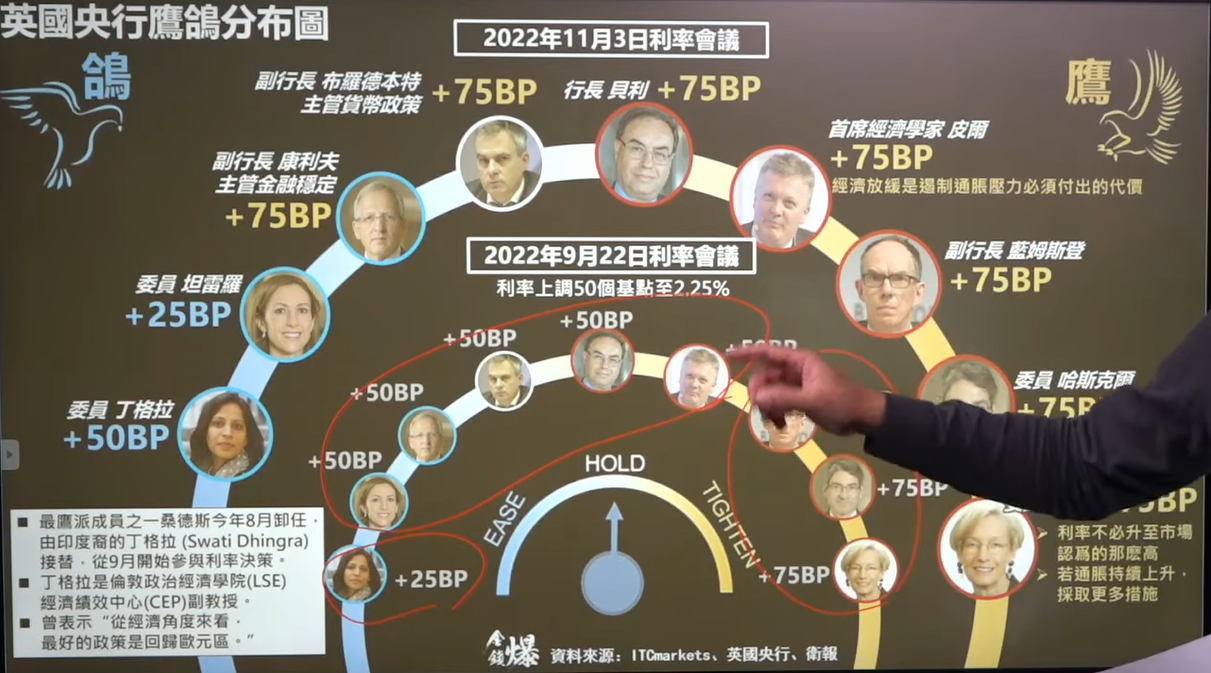 英國央行鷹鴿分布圖
2022年11月3日利率會議
鴿
鷹
副行長 布羅德本特
主管貨幣政策
+75BP
行長 貝利 +75BP
首席經濟學家 皮爾
+75BP
經濟放緩是遏制通脹壓力必須付出的代價
副行長 康利夫
主管金融穩定
+75BP
副行長 藍姆斯登
+75BP
委員 坦雷羅
+25BP
委員 哈斯克爾
+75BP
委員 丁格拉
+50BP
2022年9月22日利率會議
利率上調50個基點至2.25%
+50BP
+50BP
+50BP
+50BP
+50BP
+75BP
+25BP
+75BP
HOLD
EASE
TIGHTEN
75BP
➢ 利率不必升至市場
認爲的那麽高
➢ 若通脹持續上升，
採取更多措施
■ 最鷹派成員之一桑德斯今年8月卸任，
由印度裔的丁格拉 (Swati Dhingra)
接替，從9月開始參與利率決策。
■ 丁格拉是倫敦政治經濟學院(LSE)
經濟績效中心(CEP)副教授。
■ 曾表示“從經濟角度來看，
最好的政策是回歸歐元區。”
金錢爆
資料來源：ITCmarkets、英國央行、衛報